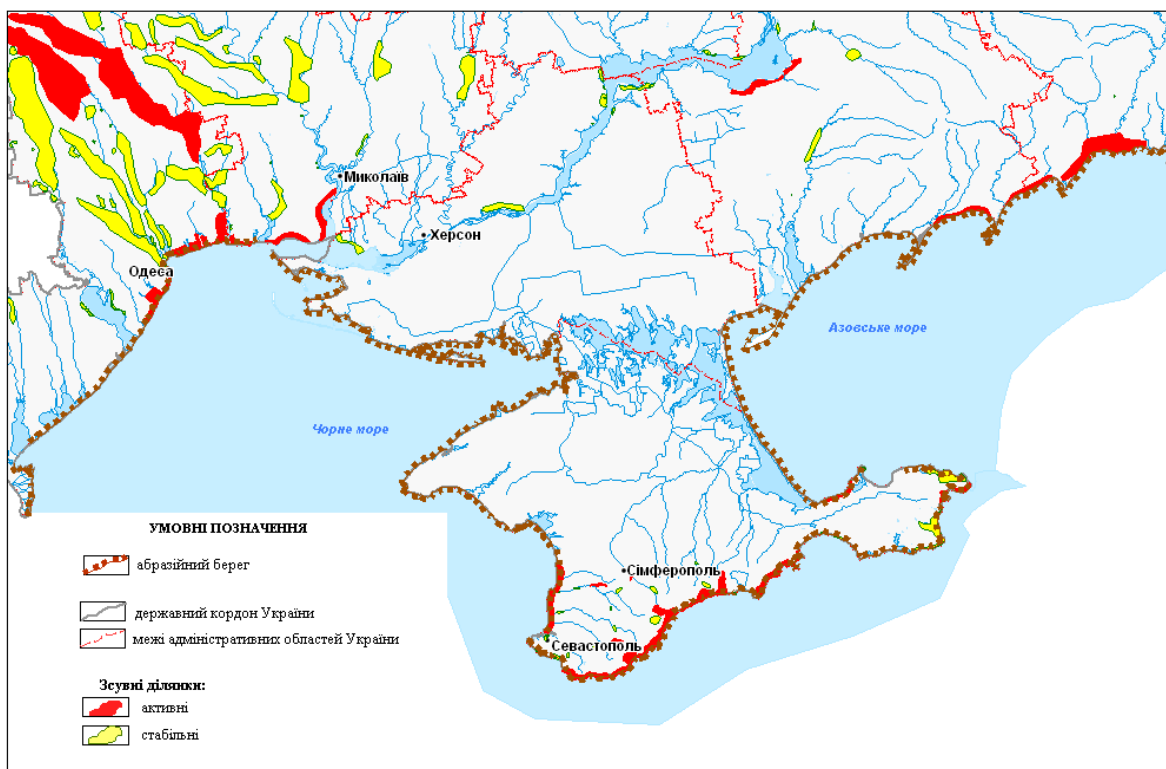 Миколаїв
Херсон
Одеса
Азовське море
Чорне море
УМОВНІ ПОЗНАЧЕННЯ
абразійний берег
Сімферополь
державний кордон України
межі адміністративних областей України
Севастополь
Зсувні ділянки:
активні
стабільні